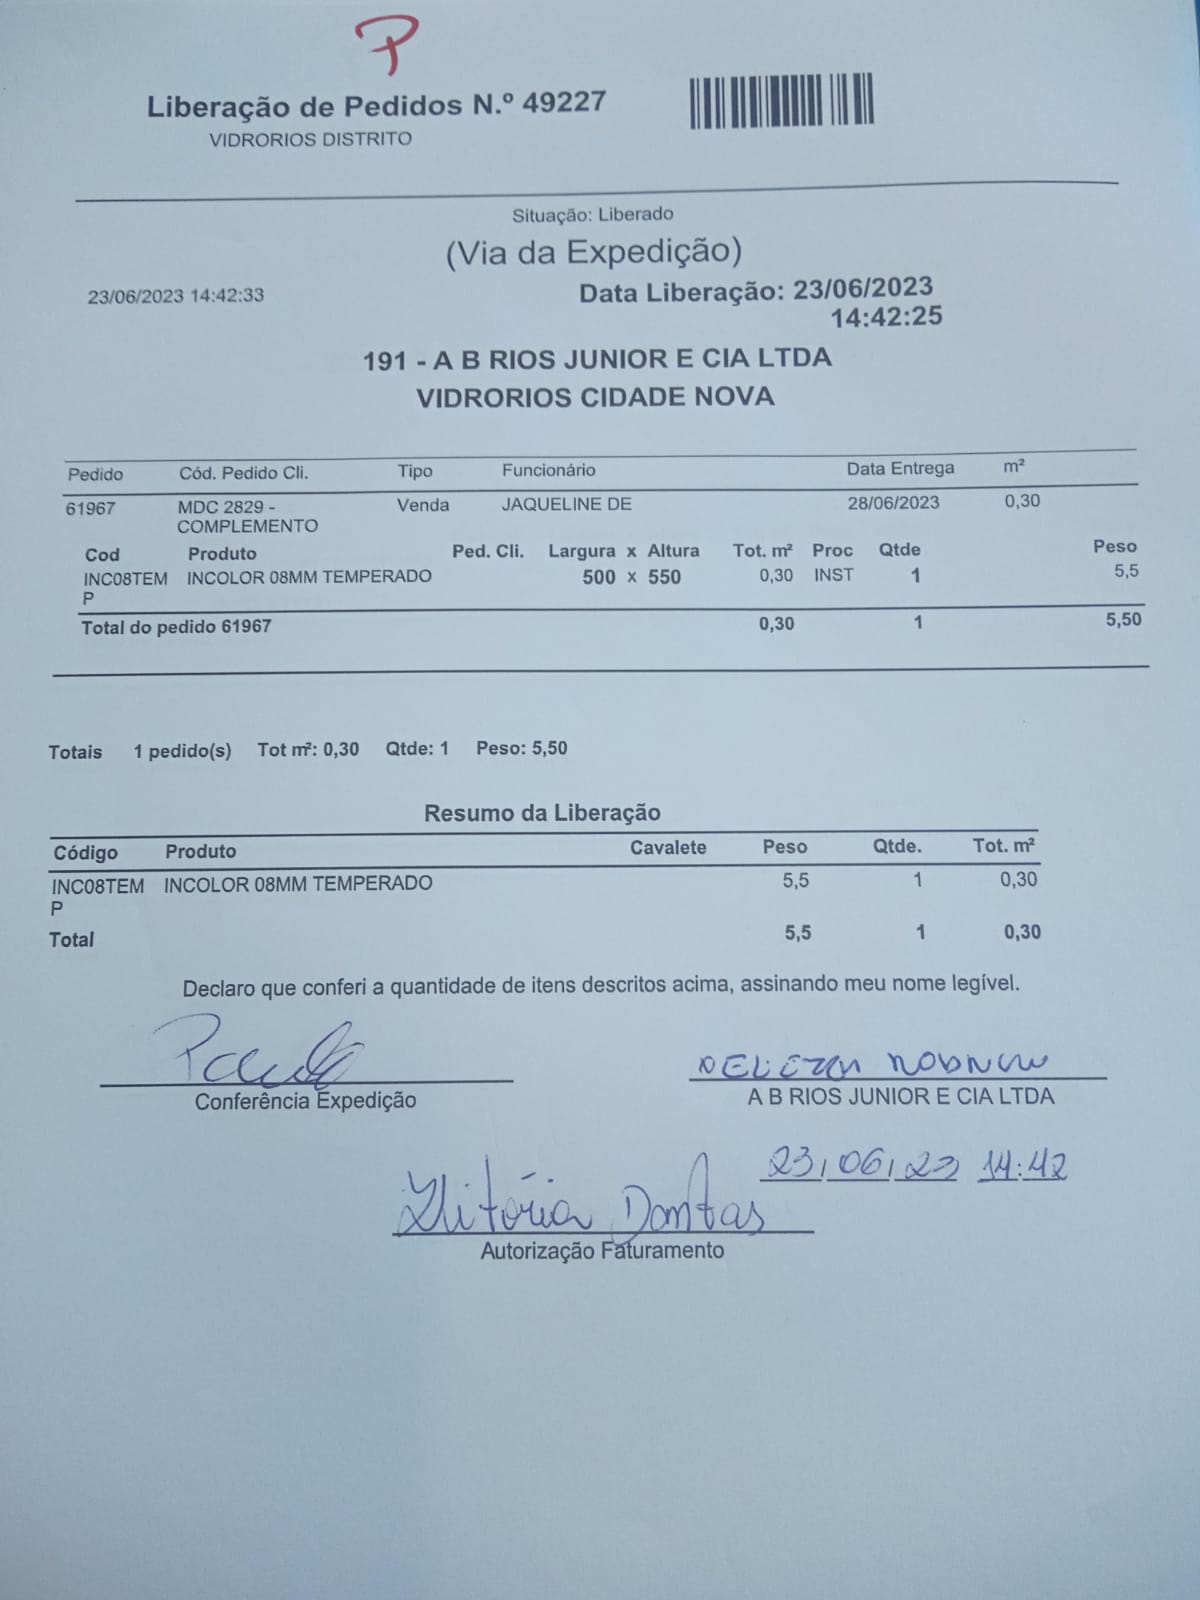 P
Liberação de Pedidos N.º 49227
VIDRORIOS DISTRITO
Situação: Liberado
(Via da Expedição)
23/06/2023 14:42:33 Data Liberação: 23/06/2023
14:42:25
191 - A B RIOS JUNIOR E CIA LTDA
VIDRORIOS CIDADE NOVA
Pedido Cód. Pedido Cli. Tipo Funcionário Data Entrega m²
61967 MDC 2829 - Venda JAQUELINE DE 28/06/2023 0,30
COMPLEMENTO
Cod Produto Ped. Cli. Largura x Altura Tot. m² Proc Qtde Peso
INC08TEM INCOLOR 08MM TEMPERADO 500 x 550 0,30 INST 1 5,5
P
Total do pedido 61967 0,30 1 5,50
Totais 1 pedido(s) Tot m²: 0,30 Qtde: 1 Peso: 5,50
Resumo da Liberação
Código Produto Cavalete Peso Qtde. Tot. m²
INC08TEM INCOLOR 08MM TEMPERADO 5,5 1 0,30
P
Total 5,5 1 0,30
Declaro que conferi a quantidade de itens descritos acima, assinando meu nome legível.
Conferência Expedição
A B RIOS JUNIOR E CIA LTDA
23/06/23 14:42
Vitória Dantas
Autorização Faturamento